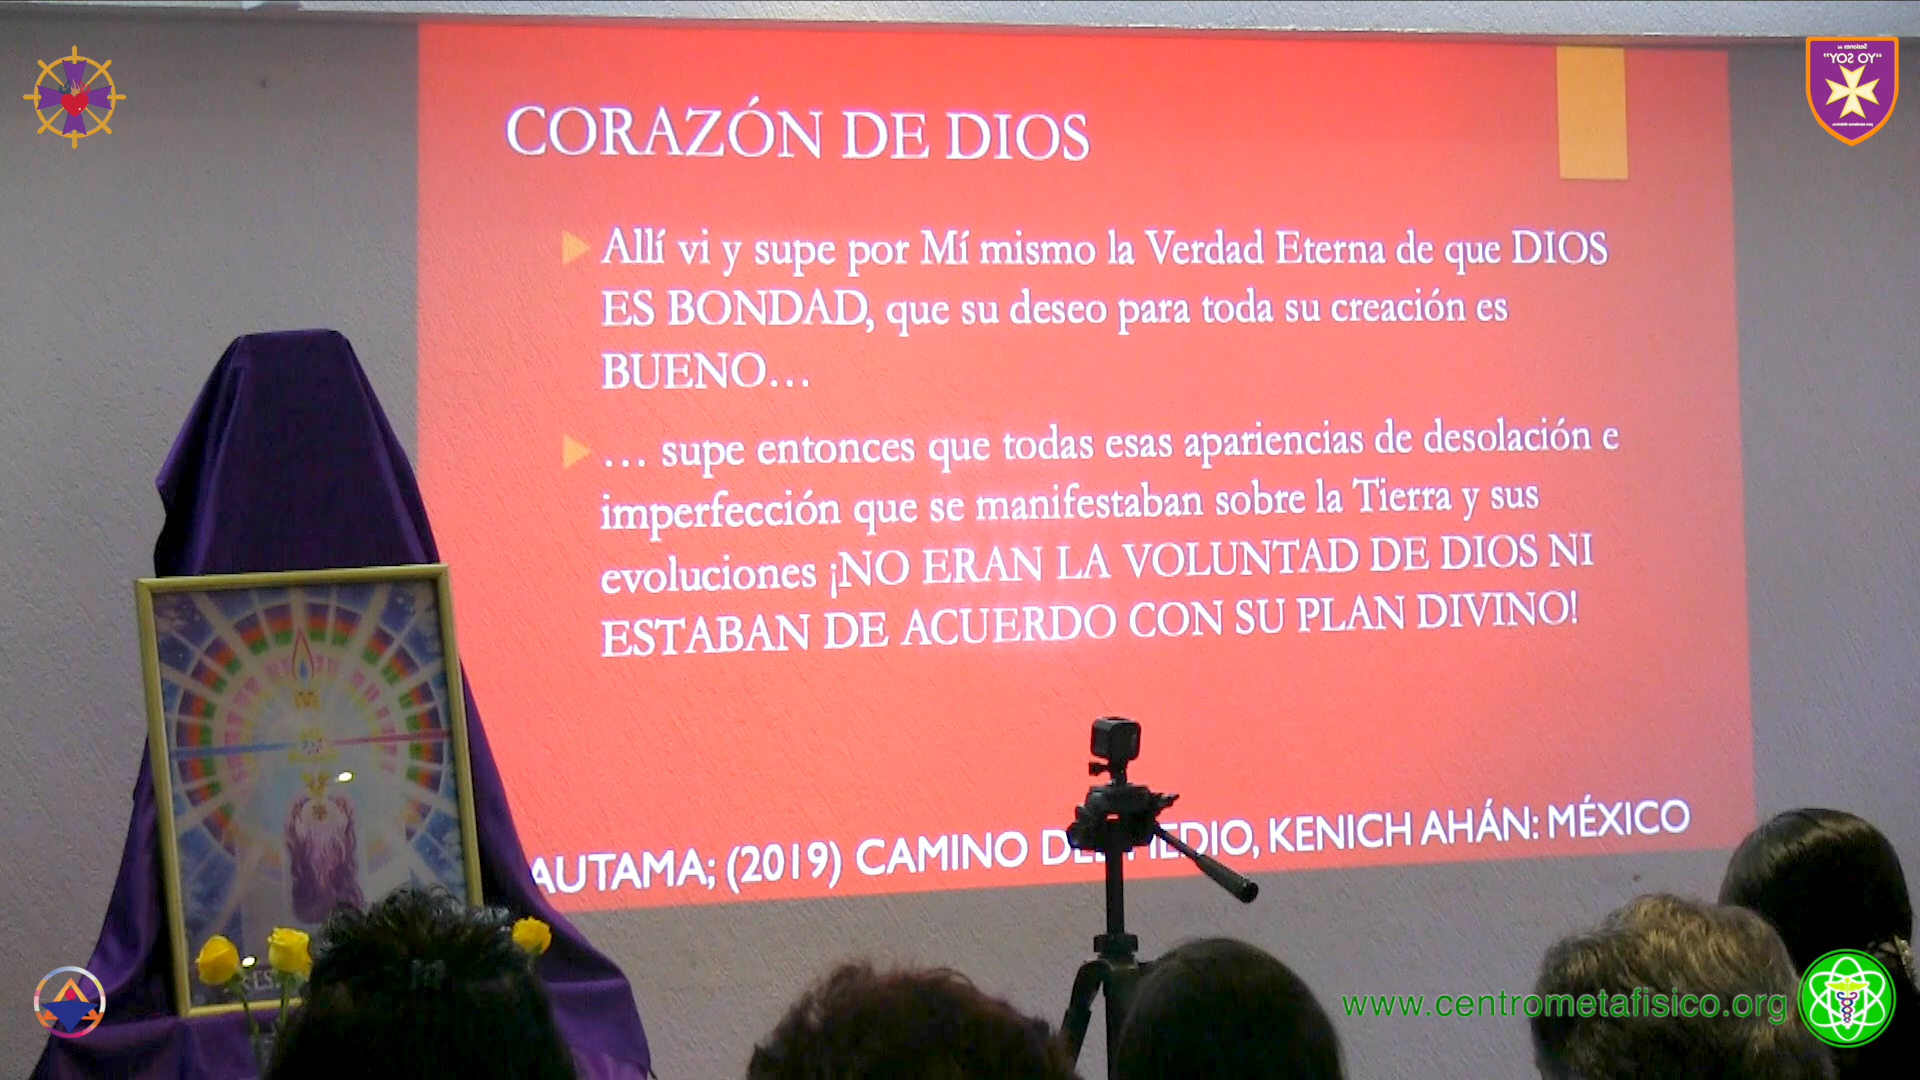 "YO SOY"
CORAZÓN DE DIOS
Allí vi y supe por Mí mismo la Verdad Eterna de que DIOS
ES BONDAD, que su deseo para toda su creación es
BUENO...
... supe entonces que todas esas apariencias de desolación e
imperfección que se manifestaban sobre la Tierra y sus
evoluciones ¡NO ERAN LA VOLUNTAD DE DIOS NI
ESTABAN DE ACUERDO CON SU PLAN DIVINO!
AUTAMA; (2019) CAMINO DEL MEDIO, KENICH AHÁN: MÉXICO
www.centrometafisico.org